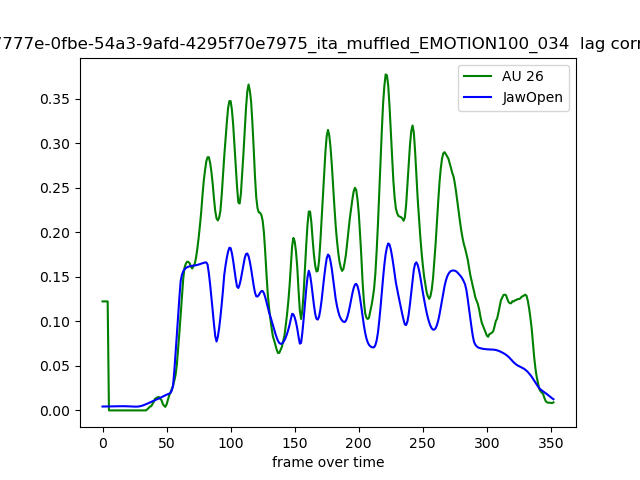 7777e-0fbe-54a3-9afd-4295f70e7975_ita_muffled_EMOTION100_034 lag corr
AU 26
JawOpen
0.35
0.30
0.25
0.20
0.15
0.10
0.05
0.00
0 50 100 150 200 250 300 350
frame over time